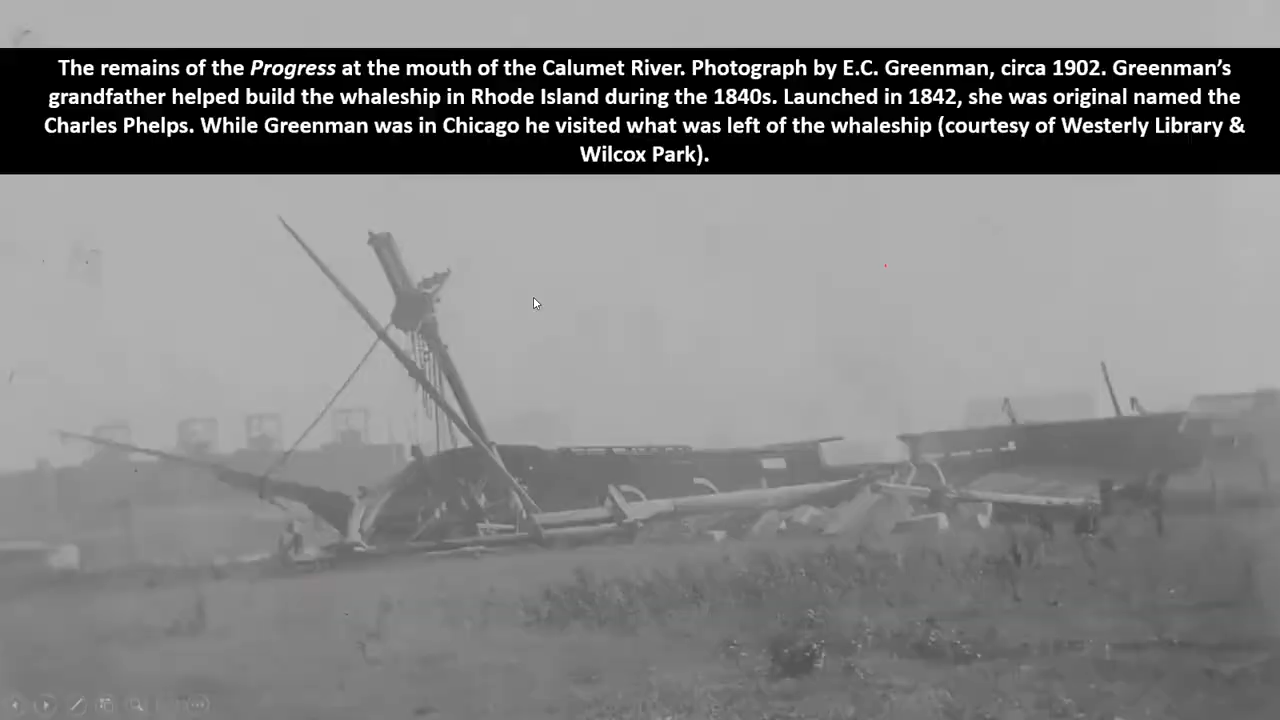 The remains of the Progress at the mouth of the Calumet River. Photograph by E.C. Greenman, circa 1902. Greenman’s
grandfather helped build the whaleship in Rhode Island during the 1840s. Launched in 1842, she was original named the
Charles Phelps. While Greenman was in Chicago he visited what was left of the whaleship (courtesy of Westerly Library &
Wilcox Park).